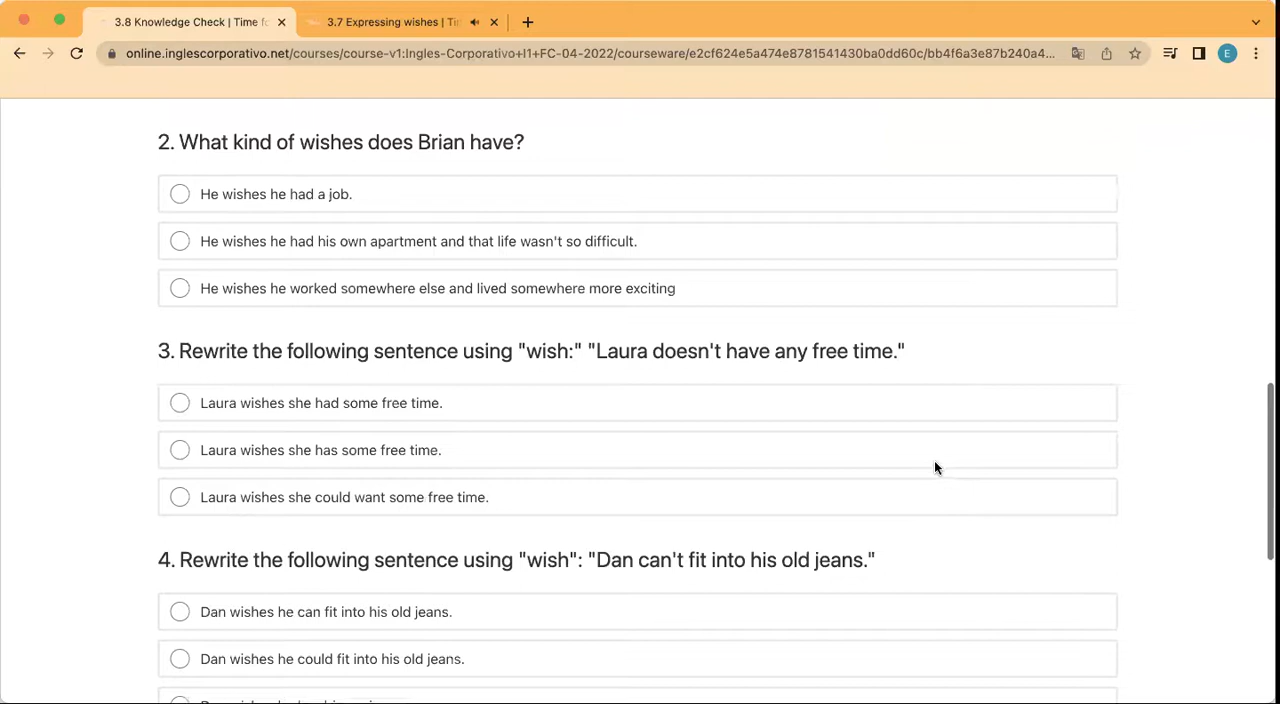 3.8 Knowledge Check | Time fo
3.7 Expressing wishes | Tim
online.inglescorporativo.net/courses/course-v1:Ingles-Corporativo+I1+FC-04-2022/courseware/e2cf624e5a474e8781541430ba0dd60c/bb4f6a3e87b240a4...
E
2. What kind of wishes does Brian have?
He wishes he had a job.
He wishes he had his own apartment and that life wasn't so difficult.
He wishes he worked somewhere else and lived somewhere more exciting
3. Rewrite the following sentence using "wish:" "Laura doesn't have any free time."
Laura wishes she had some free time.
Laura wishes she has some free time.
Laura wishes she could want some free time.
4. Rewrite the following sentence using "wish": "Dan can't fit into his old jeans."
Dan wishes he can fit into his old jeans.
Dan wishes he could fit into his old jeans.